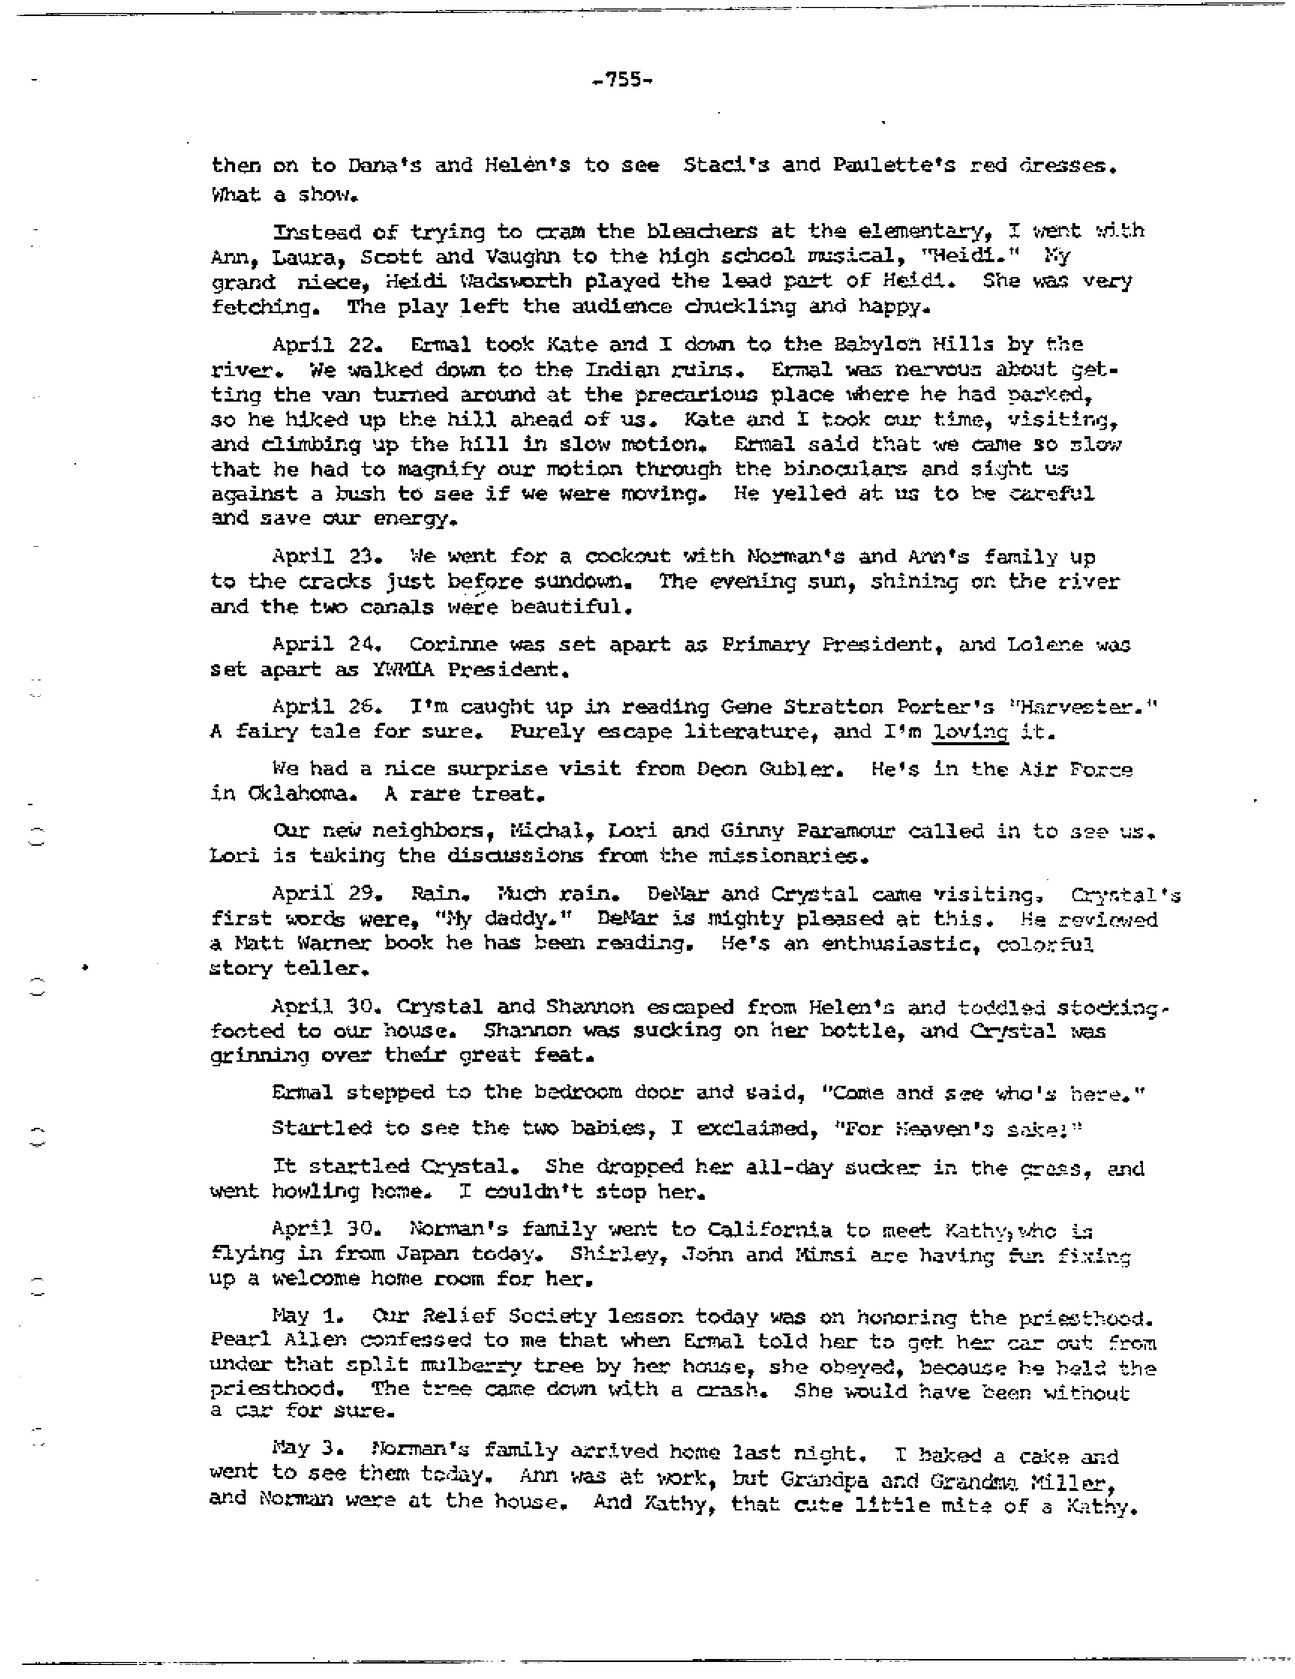 -755-
then on to Dana's and Helen's to see Staci's and Paulette's red dresses.
What a show.
Instead of trying to cram the bleachers at the elementary, I went with
Ann, Laura, Scott and Vaughn to the high school musical, "Heidi." My
grand niece, Heidi Wadsworth played the lead part of Heidi. She was very
fetching. The play left the audience chuckling and happy.
April 22. Ermal took Kate and I down to the Babylon Hills by the
river. We walked down to the Indian ruins. Ermal was nervous about get-
ting the van turned around at the precarious place where he had parked,
so he hiked up the hill ahead of us. Kate and I took our time, visiting,
and climbing up the hill in slow motion. Ermal said that we came so slow
that he had to magnify our motion through the binoculars and sight us
against a bush to see if we were moving. He yelled at us to be careful
and save our energy.
April 23. We went for a cookout with Norman's and Ann's family up
to the cracks just before sundown. The evening sun, shining on the river
and the two canals were beautiful.
April 24. Corinne was set apart as Primary President, and Lolene was
set apart as YWMIA President.
April 26. I'm caught up in reading Gene Stratton Porter's "Harvester."
A fairy tale for sure. Purely escape literature, and I'm loving it.
We had a nice surprise visit from Deon Gubler. He's in the Air Force
in Oklahoma. A rare treat.
Our new neighbors, Michal, Lori and Ginny Paramour called in to see us.
Lori is taking the discussions from the missionaries.
April 29. Rain. Much rain. DeMar and Crystal came visiting. Crystal's
first words were, "My daddy." DeMar is mighty pleased at this. He reviewed
a Matt Warner book he has been reading. He's an enthusiastic, colorful
story teller.
April 30. Crystal and Shannon escaped from Helen's and toddled stocking-
footed to our house. Shannon was sucking on her bottle, and Crystal was
grinning over their great feat.
Ermal stepped to the bedroom door and said, "Come and see who's here."
Startled to see the two babies, I exclaimed, "For Heaven's sake!"
It startled Crystal. She dropped her all-day sucker in the grass, and
went howling home. I couldn't stop her.
April 30. Norman's family went to California to meet Kathy, who is
flying in from Japan today. Shirley, John and Mimsi are having fun fixing
up a welcome home room for her.
May 1. Our Relief Society lesson today was on honoring the priesthood.
Pearl Allen confessed to me that when Ermal told her to get her car out from
under that split mulberry tree by her house, she obeyed, because he held the
priesthood. The tree came down with a crash. She would have been without
a car for sure.
May 3. Norman's family arrived home last night. I baked a cake and
went to see them today. Ann was at work, but Grandpa and Grandma Miller,
and Norman were at the house. And Kathy, that cute little mite of a Kathy.